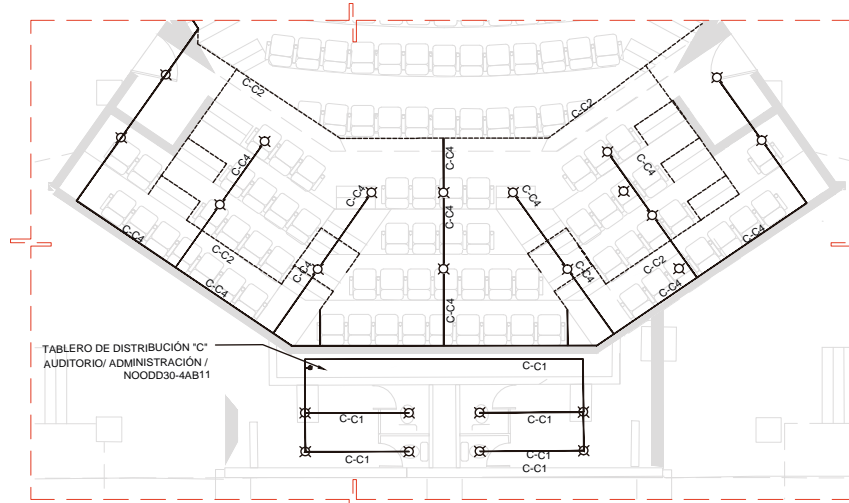 C-C2
C-C2
C-C4
C-C4
C-C4
C-C4
C-C4
C-C4
C-C4
C-C2
C-C4
C-C4
C-C4
C-C2
C-C4
C-C4
C-C4
TABLERO DE DISTRIBUCIÓN "C"
AUDITORIO/ ADMINISTRACIÓN /
NOODD30-4AB11
C-C1
C-C1
C-C1
C-C1
C-C1
C-C1